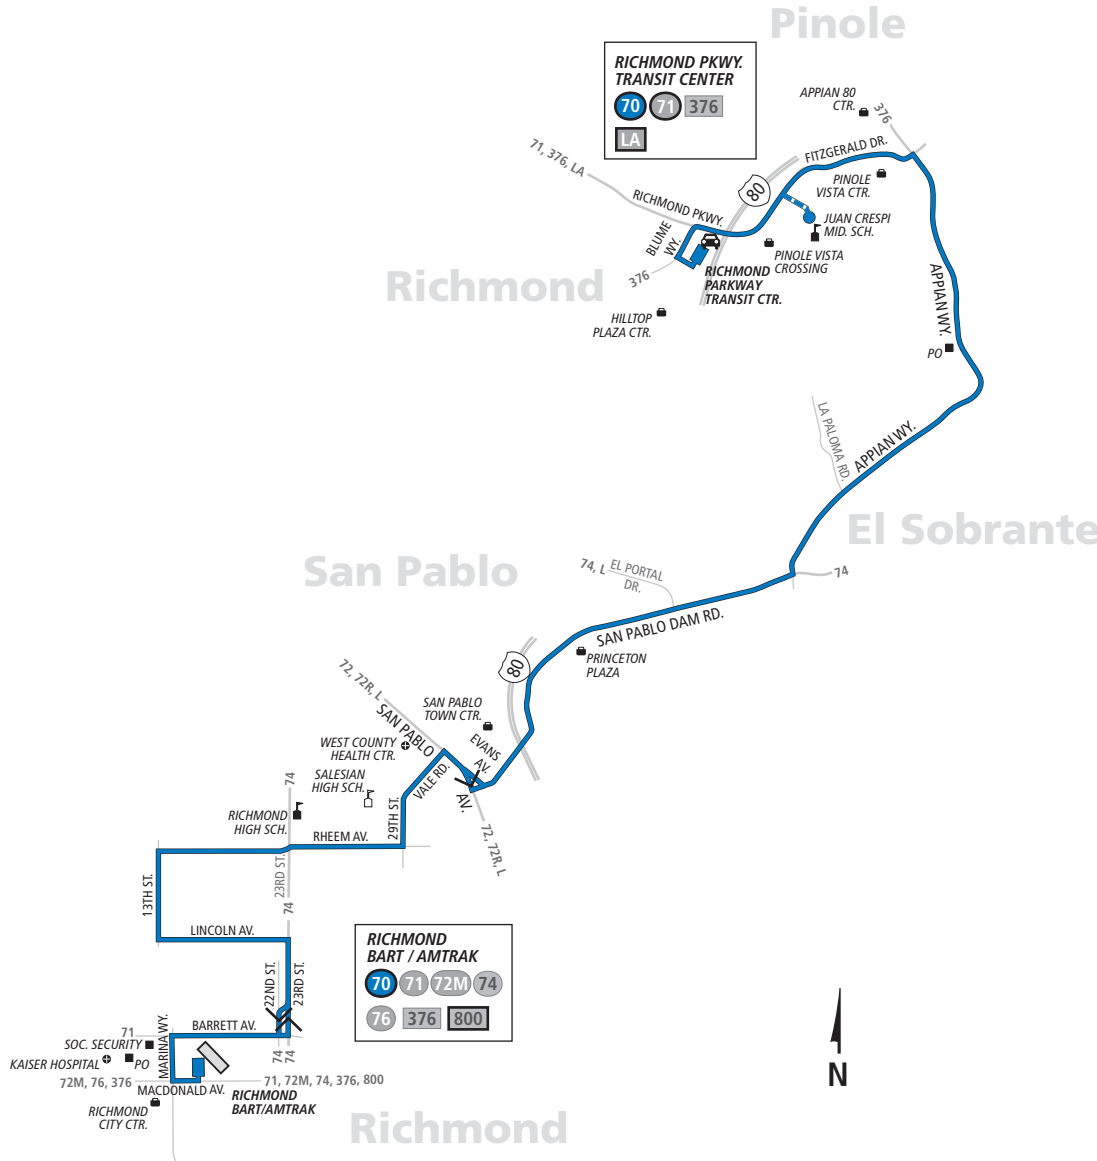 Pinole
RICHMOND PKWY.
TRANSIT CENTER
70 71 376
LA
APPIAN 80
CTR.
376
FITZGERALD DR.
71, 376, LA
80
PINOLE
VISTA CTR.
RICHMOND PKWY.
JUAN CRESPI
MID. SCH.
BLUME
WY.
PINOLE VISTA
CROSSING
376
RICHMOND
PARKWAY
TRANSIT CTR.
Richmond
APPIAN WY.
HILLTOP
PLAZA CTR.
PO
LA PALOMA RD.
APPIAN WY.
El Sobrante
San Pablo
74, L
EL PORTAL
DR.
74
SAN PABLO DAM RD.
80
PRINCETON
PLAZA
72, 72R, L
SAN PABLO
TOWN CTR.
SAN PABLO
AV.
EVANS
AV.
WEST COUNTY
HEALTH CTR.
VALE RD.
SALESIAN
HIGH SCH.
74
RICHMOND
HIGH SCH.
29TH ST.
RHEEM AV.
72, 72R, L
23RD ST.
13TH ST.
74
LINCOLN AV.
RICHMOND
BART / AMTRAK
70 71 72M 74
76 376 800
22ND ST.
23RD ST.
BARRETT AV.
71
MARINA WY.
SOC. SECURITY
KAISER HOSPITAL
PO
74
74
72M, 76, 376
MACDONALD AV.
71, 72M, 74, 376, 800
RICHMOND
BART/AMTRAK
RICHMOND
CITY CTR.
Richmond
N